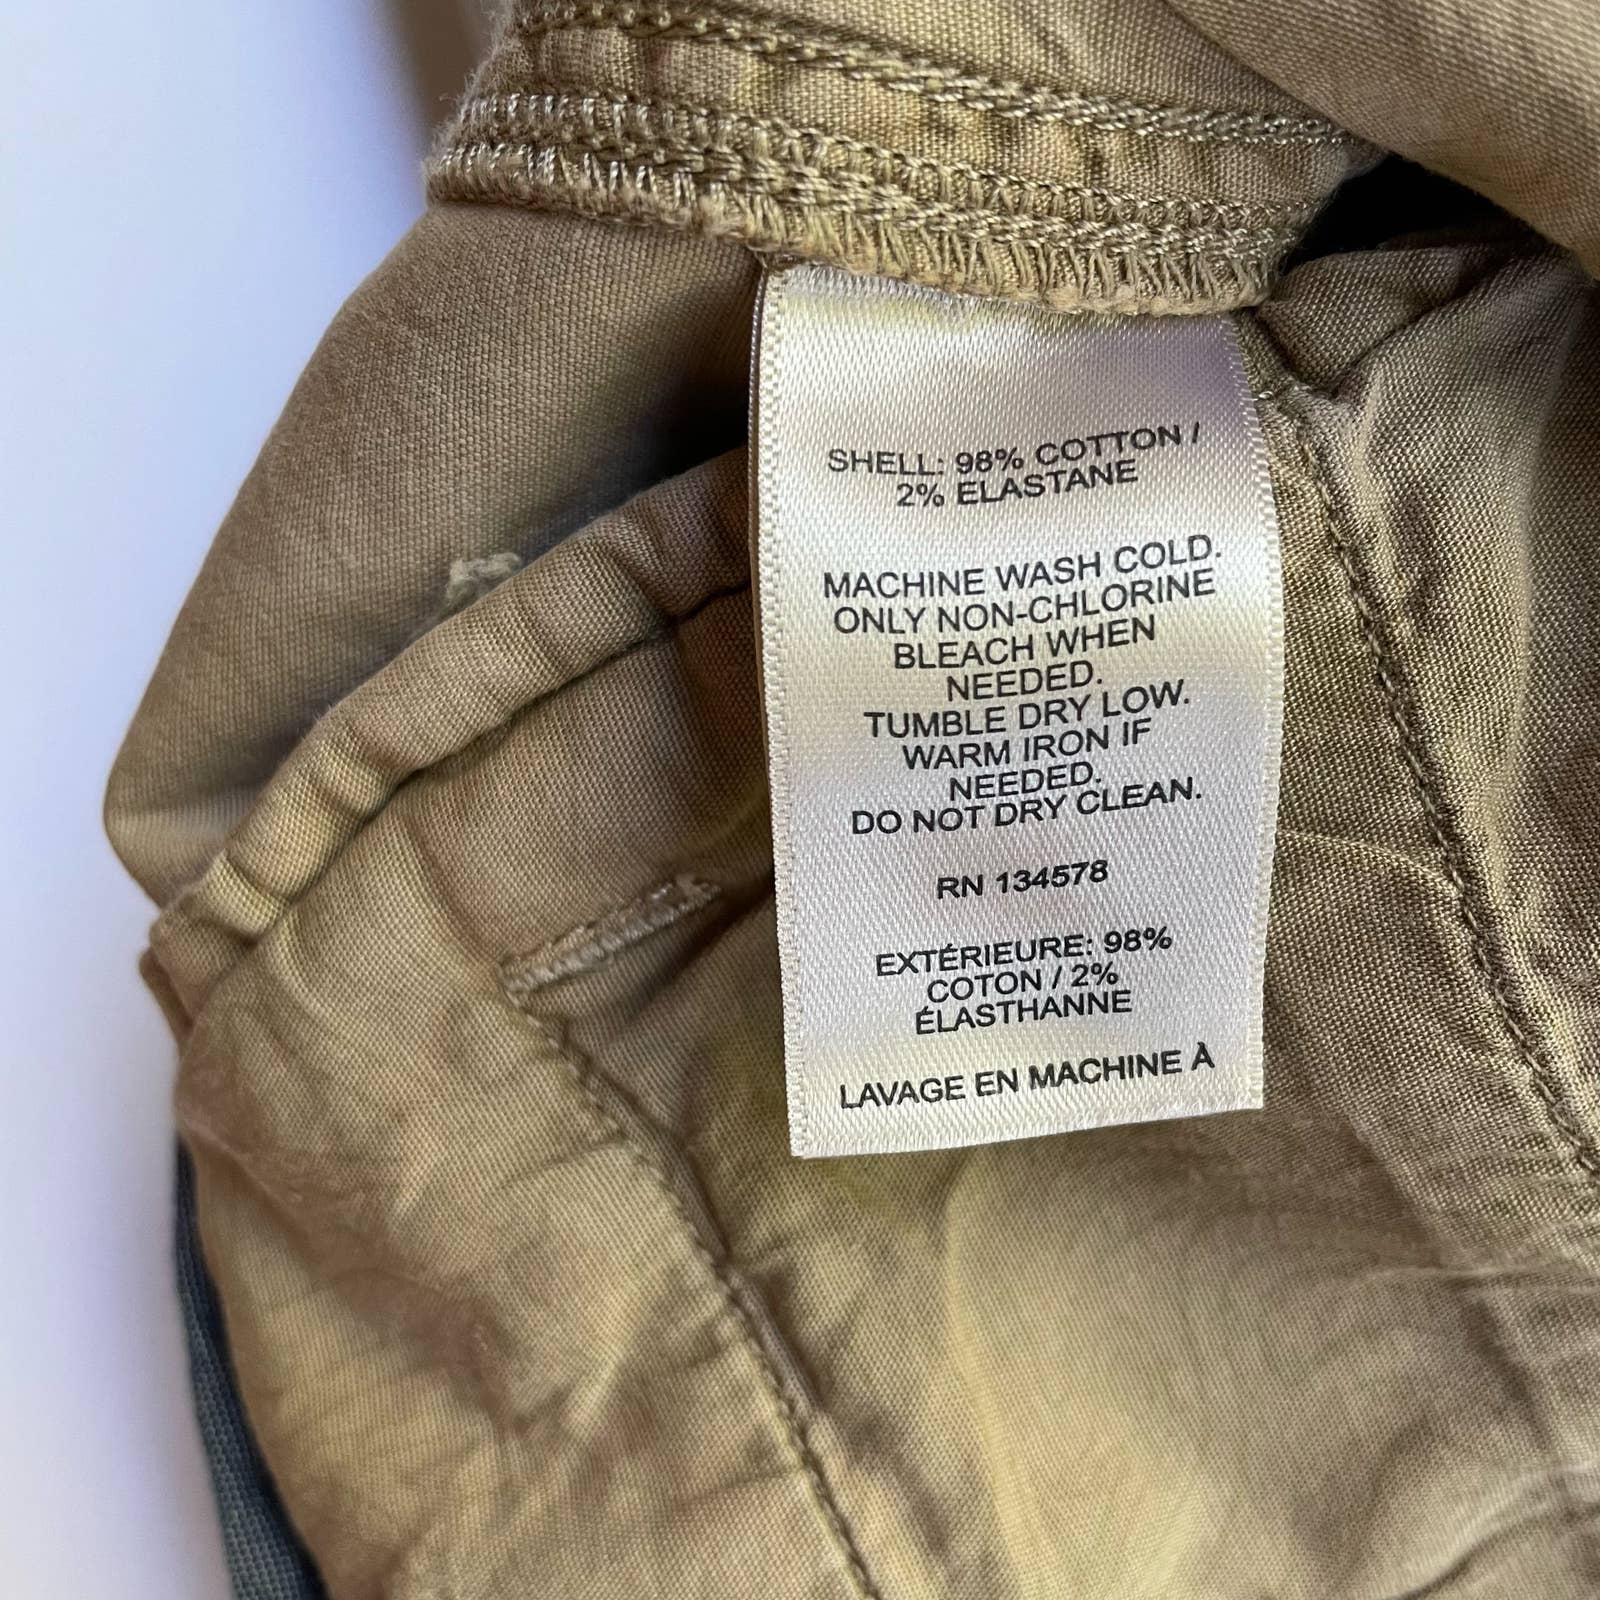 SHELL: 98% COTTON /
2% ELASTANE
MACHINE WASH COLD.
ONLY NON-CHLORINE
BLEACH WHEN
NEEDED.
TUMBLE DRY LOW.
WARM IRON IF
NEEDED.
DO NOT DRY CLEAN.
RN 134578
EXTÉRIEURE: 98%
COTON / 2%
ÉLASTHANNE
LAVAGE EN MACHINE À